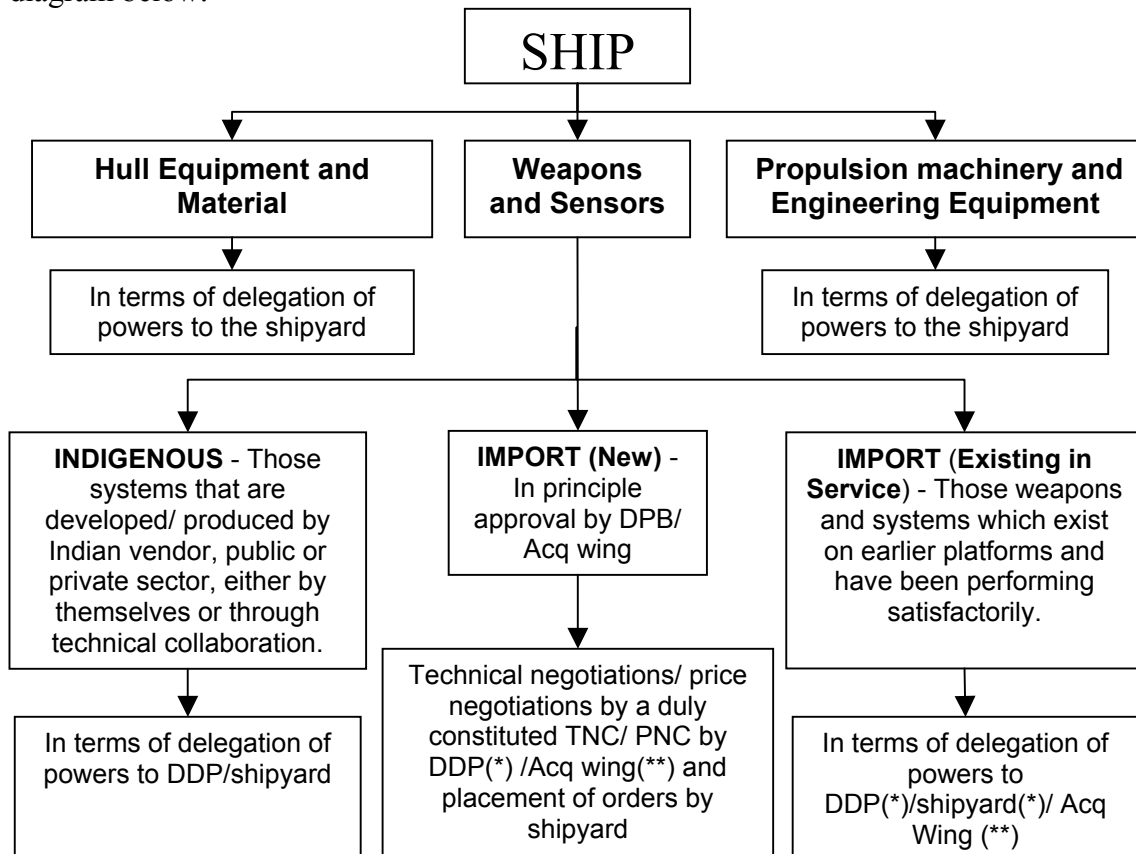 diagram below.
SHIP
Hull Equipment and
Material
Weapons
and Sensors
Propulsion machinery and
Engineering Equipment
In terms of delegation of
powers to the shipyard
In terms of delegation of
powers to the shipyard
INDIGENOUS - Those
systems that are
developed/ produced by
Indian vendor, public or
private sector, either by
themselves or through
technical collaboration.
IMPORT (New) -
In principle
approval by DPB/
Acq wing
IMPORT (Existing in
Service) - Those weapons
and systems which exist
on earlier platforms and
have been performing
satisfactorily.
In terms of delegation of
powers to DDP/shipyard
Technical negotiations/ price
negotiations by a duly
constituted TNC/ PNC by
DDP(*) /Acq wing(**) and
placement of orders by
shipyard
In terms of delegation of
powers to
DDP(*)/shipyard(*)/ Acq
Wing (**)